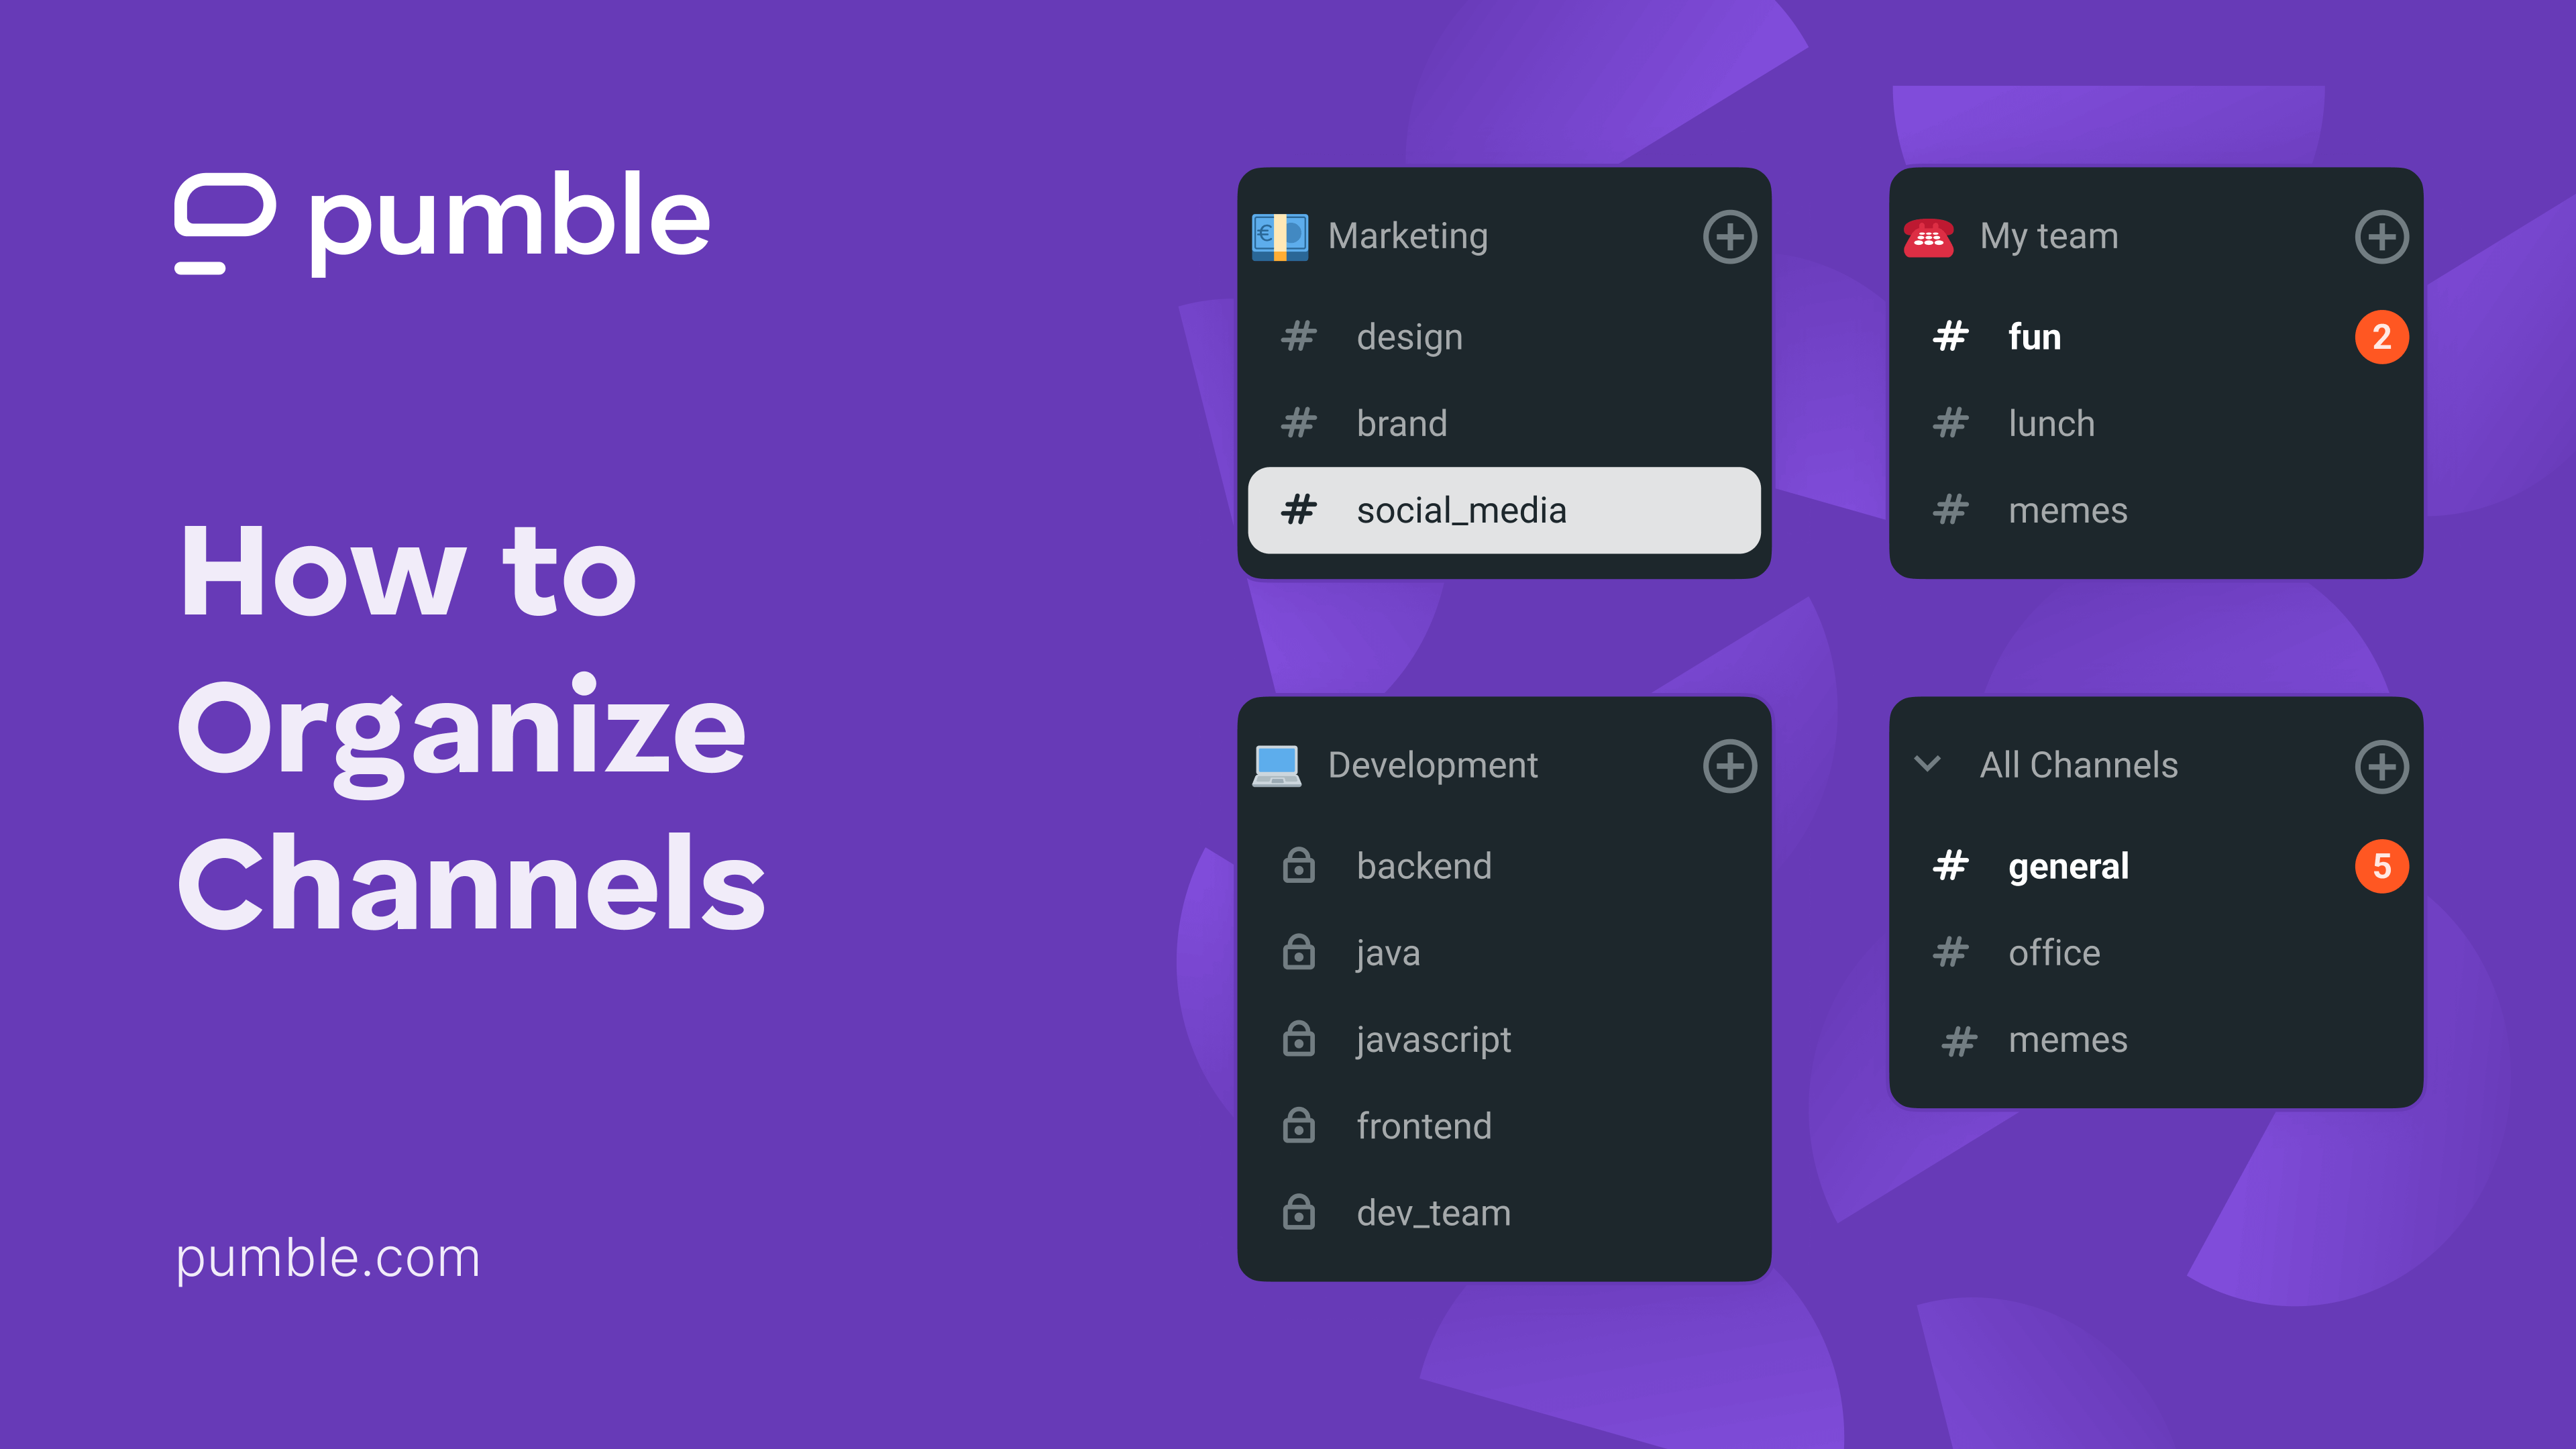 pumble
How to
Organize
Channels
pumble.com
€ Marketing
# design
# brand
# social_media
My team
# fun 2
# lunch
# memes
Development
backend
java
javascript
frontend
dev_team
All Channels
# general 5
# office
# memes